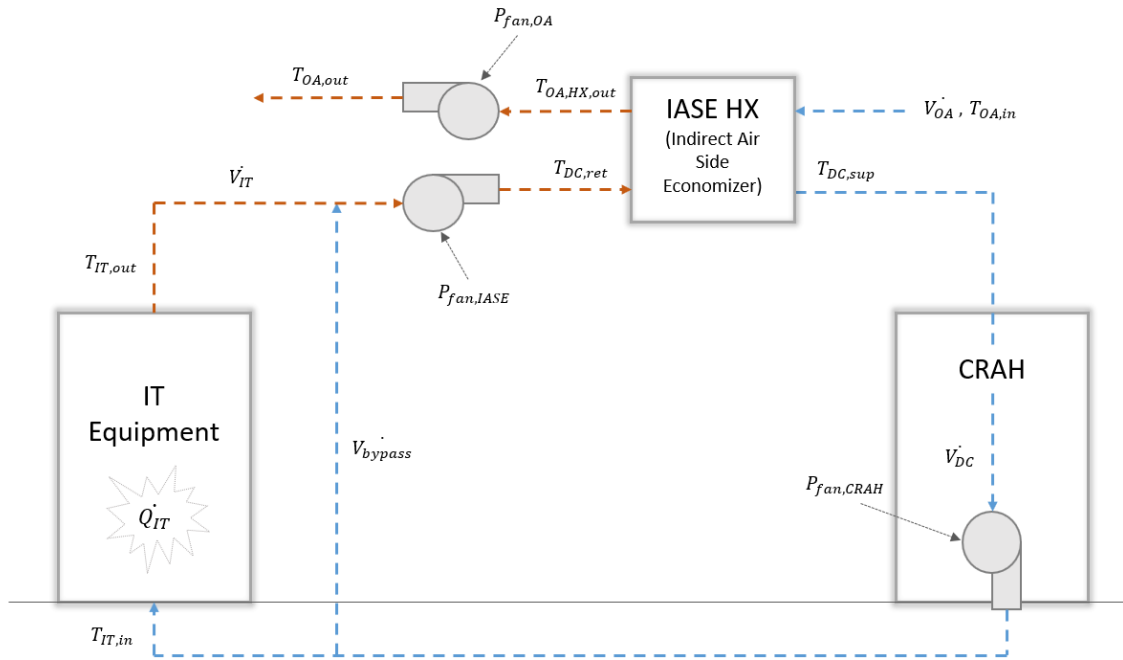 P_fan,OA
T_OA,out
T_OA,HX,out
IASE HX
(Indirect Air
Side
Economizer)
V̇_OA , T_OA,in
V̇_IT
T_DC,ret
T_DC,sup
T_IT,out
P_fan,IASE
IT
Equipment
CRAH
V̇_bypass
V̇_DC
P_fan,CRAH
Q̇_IT
T_IT,in